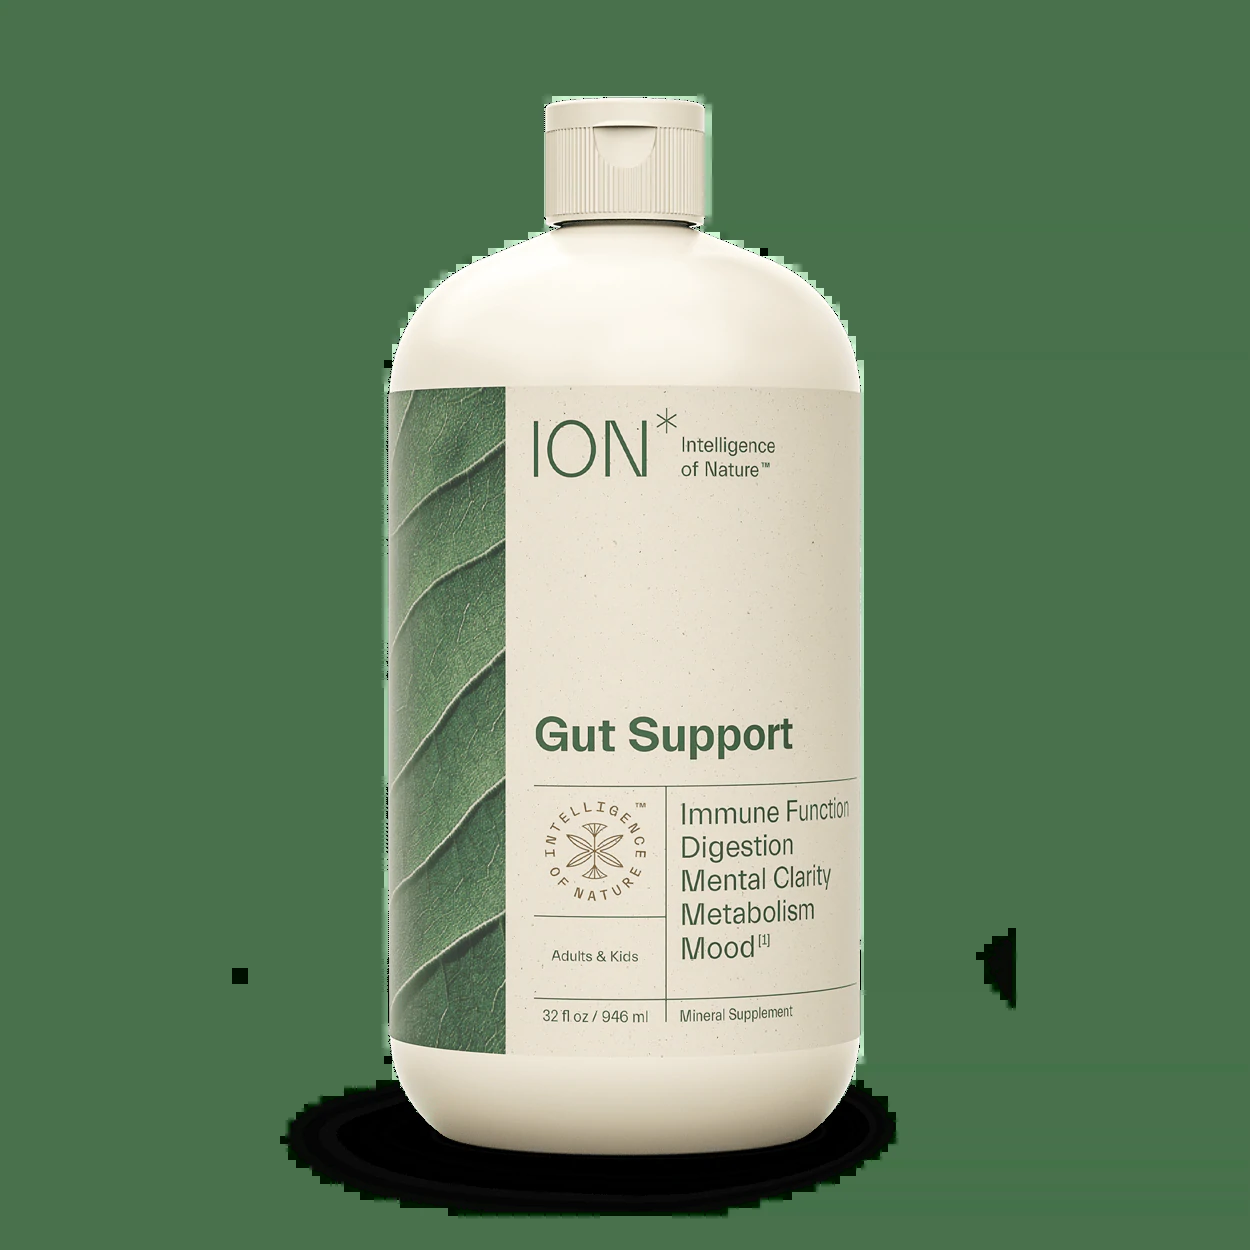 ION*
Intelligence
of Nature™
Gut Support
INTELLIGENCE OF NATURE™
Immune Function
Digestion
Mental Clarity
Metabolism
Mood[1]
Adults & Kids
32 fl oz / 946 ml
Mineral Supplement